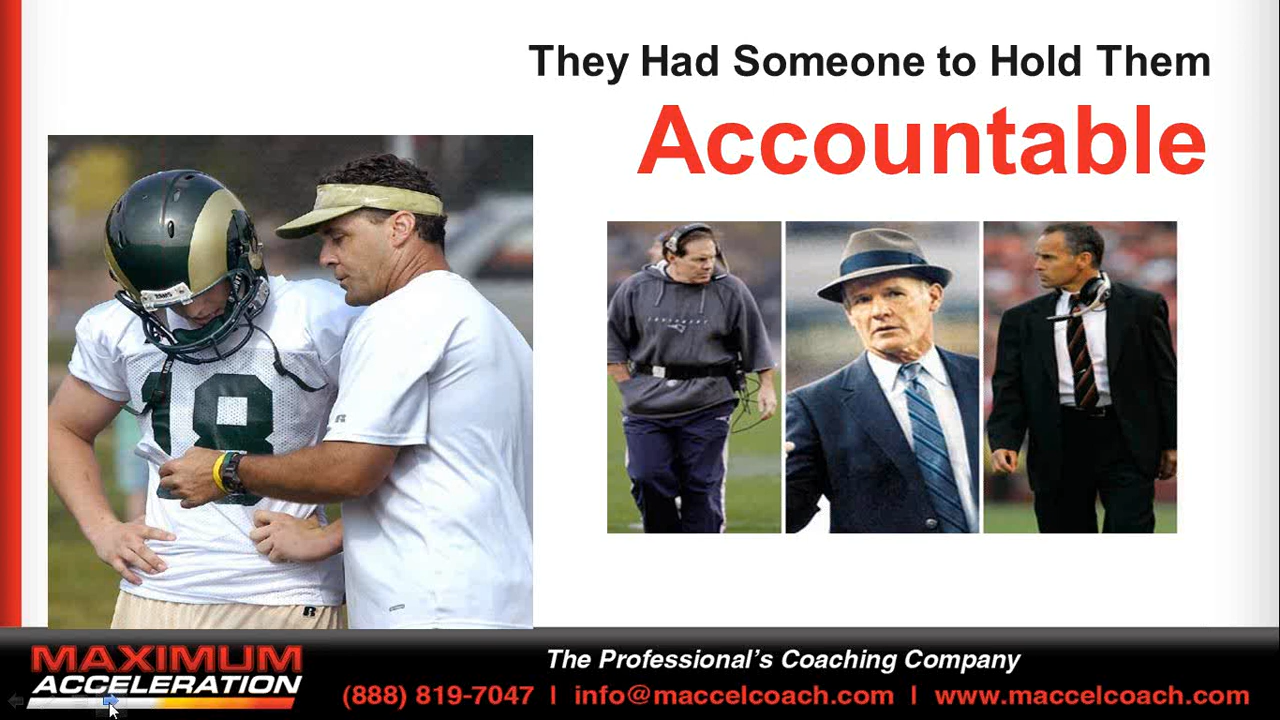 They Had Someone to Hold Them
Accountable
18
MAXIMUM
ACCELERATION
The Professional's Coaching Company
(888) 819-7047 | info@maccelcoach.com | www.maccelcoach.com